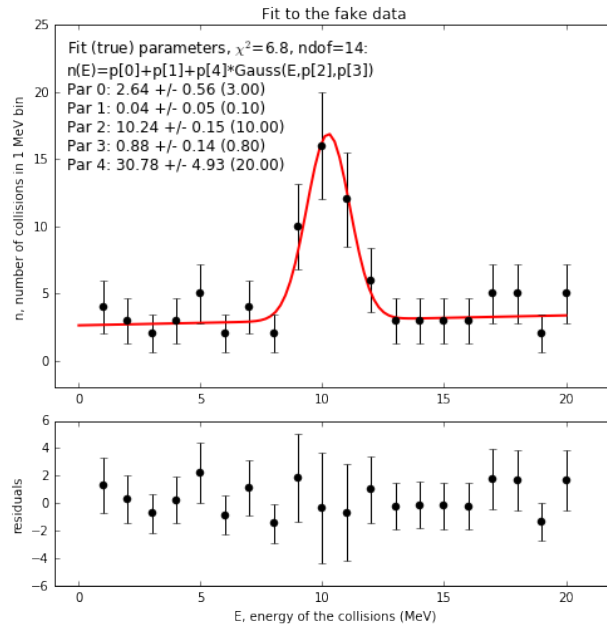 Fit to the fake data
Fit (true) parameters, χ²=6.8, ndof=14:
n(E)=p[0]+p[1]+p[4]*Gauss(E,p[2],p[3])
Par 0: 2.64 +/- 0.56 (3.00)
Par 1: 0.04 +/- 0.05 (0.10)
Par 2: 10.24 +/- 0.15 (10.00)
Par 3: 0.88 +/- 0.14 (0.80)
Par 4: 30.78 +/- 4.93 (20.00)
n, number of collisions in 1 MeV bin
25
20
15
10
5
0
0 5 10 15 20
residuals
6
4
2
0
−2
−4
−6
0 5 10 15 20
E, energy of the collisions (MeV)